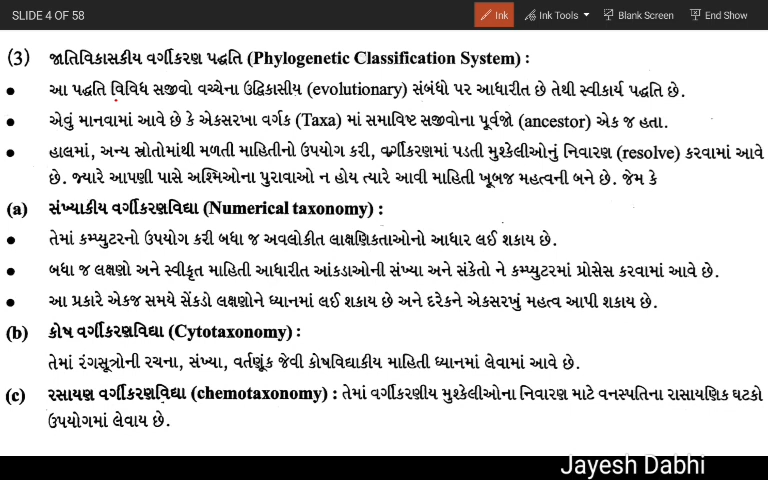 SLIDE 4 OF 58 Ink Ink Tools Blank Screen End Show
(3) જાતિવિકાસકીય વર્ગીકરણ પદ્ધતિ (Phylogenetic Classification System) :
• આ પદ્ધતિ વિવિધ સજીવો વચ્ચેના ઉદ્વિકાસીય (evolutionary) સંબંધો પર આધારીત છે તેથી સ્વીકાર્ય પદ્ધતિ છે.
• એવું માનવામાં આવે છે કે એકસરખા વર્ગક (Taxa) માં સમાવિષ્ટ સજીવોના પૂર્વજો (ancestor) એક જ હતા.
• હાલમાં, અન્ય સ્રોતોમાંથી મળતી માહિતીનો ઉપયોગ કરી, વર્ગીકરણમાં પડતી મુશ્કેલીઓનું નિવારણ (resolve) કરવામાં આવે
છે. જ્યારે આપણી પાસે અશ્મિઓના પુરાવાઓ ન હોય ત્યારે આવી માહિતી ખૂબજ મહત્વની બને છે. જેમ કે
(a) સંખ્યાકીય વર્ગીકરણવિદ્યા (Numerical taxonomy) :
• તેમાં કમ્પ્યુટરનો ઉપયોગ કરી બધા જ અવલોકીત લાક્ષણિકતાઓનો આધાર લઈ શકાય છે.
• બધા જ લક્ષણો અને સ્વીકૃત માહિતી આધારીત આંકડાઓની સંખ્યા અને સંકેતો ને કમ્પ્યુટરમાં પ્રોસેસ કરવામાં આવે છે.
• આ પ્રકારે એકજ સમયે સેંકડો લક્ષણોને ધ્યાનમાં લઈ શકાય છે અને દરેકને એકસરખું મહત્વ આપી શકાય છે.
(b) કોષ વર્ગીકરણવિદ્યા (Cytotaxonomy) :
તેમાં રંગસૂત્રોની રચના, સંખ્યા, વર્તણૂંક જેવી કોષવિદ્યાકીય માહિતી ધ્યાનમાં લેવામાં આવે છે.
(c) રસાયણ વર્ગીકરણવિદ્યા (chemotaxonomy) : તેમાં વર્ગીકરણીય મુશ્કેલીઓના નિવારણ માટે વનસ્પતિના રાસાયણિક ઘટકો
ઉપયોગમાં લેવાય છે.
Jayesh Dabhi